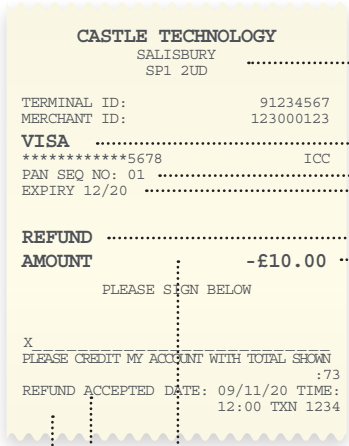 CASTLE TECHNOLOGY
SALISBURY
SP1 2UD
TERMINAL ID: 91234567
MERCHANT ID: 123000123
VISA
************5678 ICC
PAN SEQ NO: 01
EXPIRY 12/20
REFUND
AMOUNT -£10.00
PLEASE SIGN BELOW
X____________________________
PLEASE CREDIT MY ACCOUNT WITH TOTAL SHOWN
:73
REFUND ACCEPTED DATE: 09/11/20 TIME:
12:00 TXN 1234